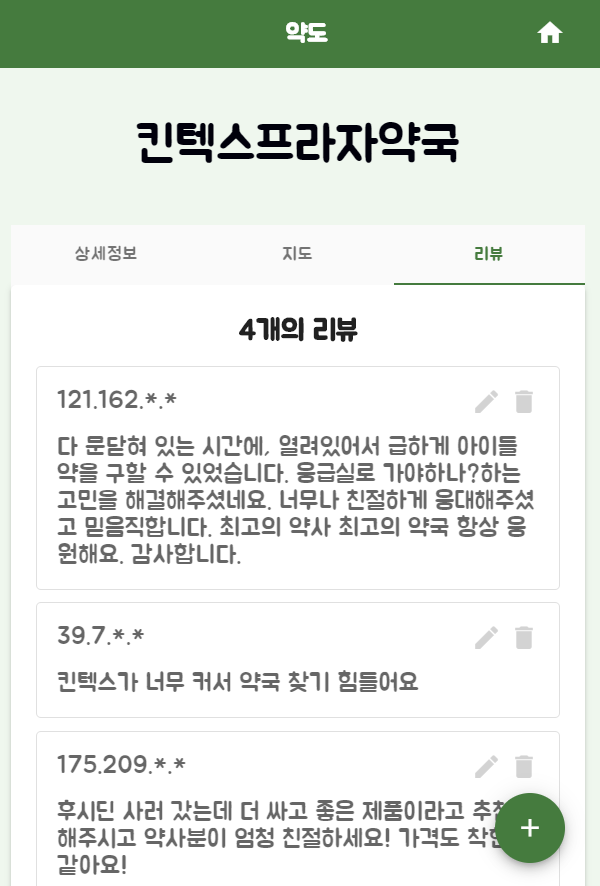 약도
킨텍스프라자약국
상세정보 지도 리뷰
4개의 리뷰
121.162.*.*
다 문닫혀 있는 시간에, 열려있어서 급하게 아이들
약을 구할 수 있었습니다. 응급실로 가야하나?하는
고민을 해결해주셨네요. 너무나 친절하게 응대해주셨
고 믿음직합니다. 최고의 약사 최고의 약국 항상 응
원해요. 감사합니다.
39.7.*.*
킨텍스가 너무 커서 약국 찾기 힘들어요
175.209.*.*
후시딘 사러 갔는데 더 싸고 좋은 제품이라고
해주시고 약사분이 엄청 친절하세요! 가격도
같아요!